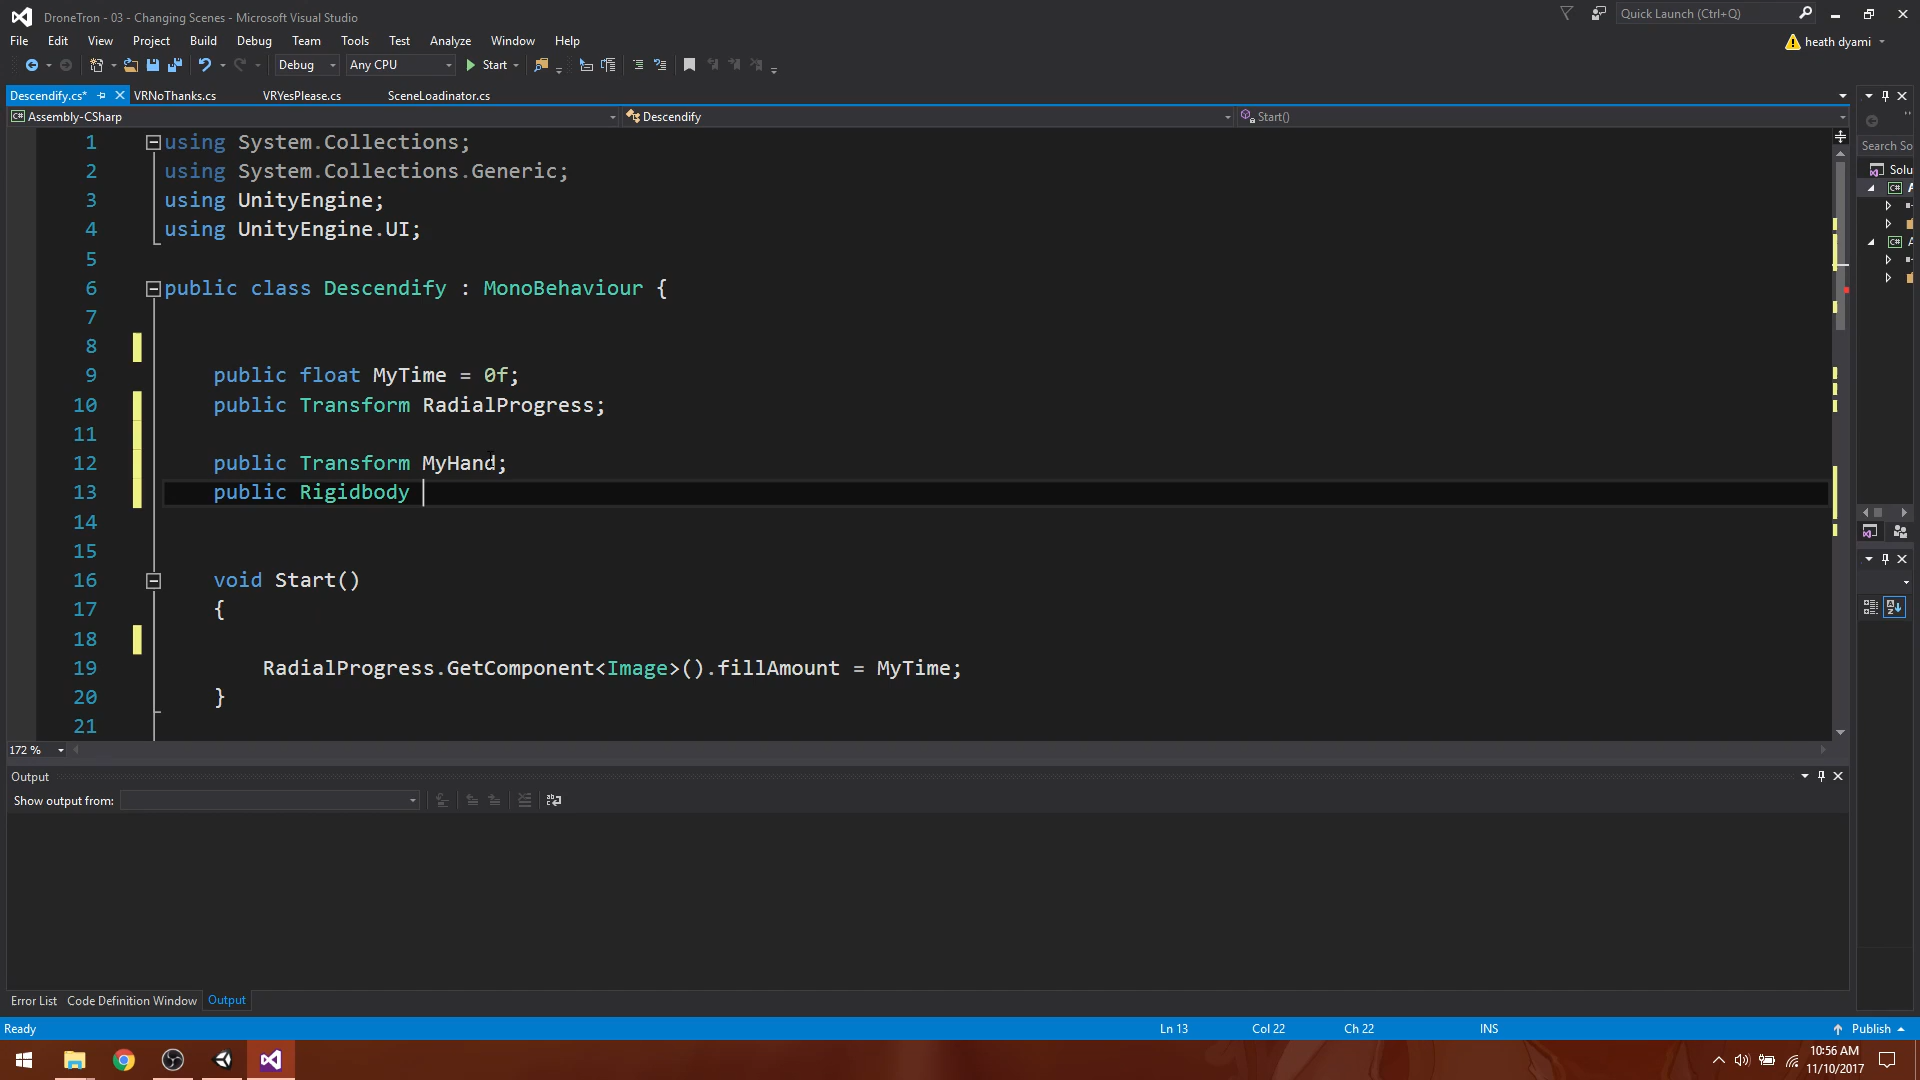 DroneTron - 03 - Changing Scenes - Microsoft Visual Studio
Quick Launch (Ctrl+Q)
File Edit View Project Build Debug Team Tools Test Analyze Window Help
heath dyami
Debug Any CPU Start
Descendify.cs* VRNoThanks.cs VRYesPlease.cs SceneLoadinator.cs
Assembly-CSharp Descendify Start()
Search So
Solu
1 using System.Collections;
2 using System.Collections.Generic;
3 using UnityEngine;
4 using UnityEngine.UI;
5
6 public class Descendify : MonoBehaviour {
7
8
9 public float MyTime = 0f;
10 public Transform RadialProgress;
11
12 public Transform MyHand;
13 public Rigidbody
14
15
16 void Start()
17 {
18
19 RadialProgress.GetComponent<Image>().fillAmount = MyTime;
20 }
21
172 %
Output
Show output from:
Error List Code Definition Window Output
Ready Ln 13 Col 22 Ch 22 INS Publish
10:56 AM
11/10/2017